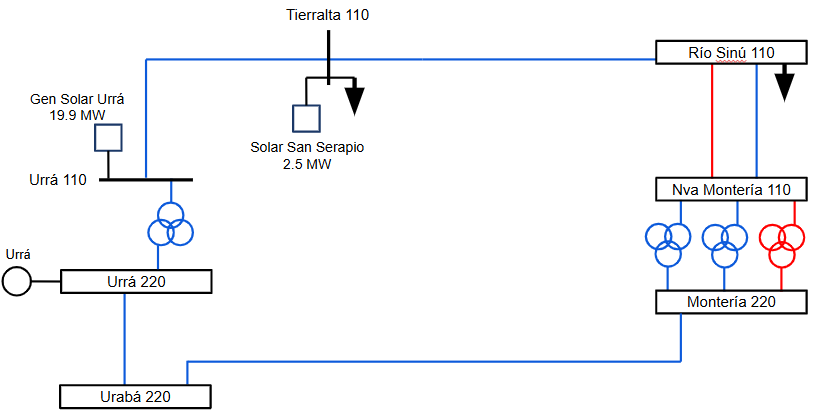 Tierralta 110
Río Sinú 110
Gen Solar Urrá
19.9 MW
Solar San Serapio
2.5 MW
Urrá 110
Nva Montería 110
Urrá
Urrá 220
Montería 220
Urabá 220